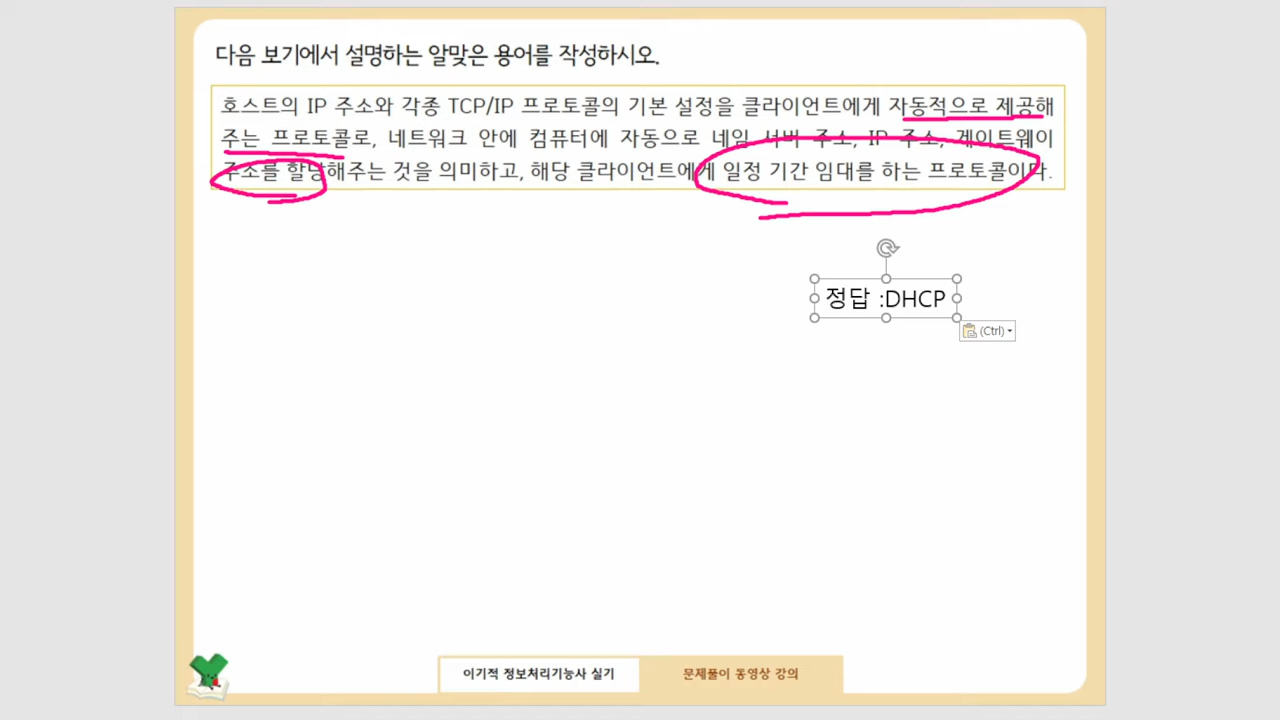 다음 보기에서 설명하는 알맞은 용어를 작성하시오.
호스트의 IP 주소와 각종 TCP/IP 프로토콜의 기본 설정을 클라이언트에게 자동적으로 제공해
주는 프로토콜로, 네트워크 안에 컴퓨터에 자동으로 네임 서버 주소, IP 주소, 게이트웨이
주소를 할당해주는 것을 의미하고, 해당 클라이언트에게 일정 기간 임대를 하는 프로토콜이다.
정답 :DHCP
(Ctrl)
이기적 정보처리기능사 실기
문제풀이 동영상 강의